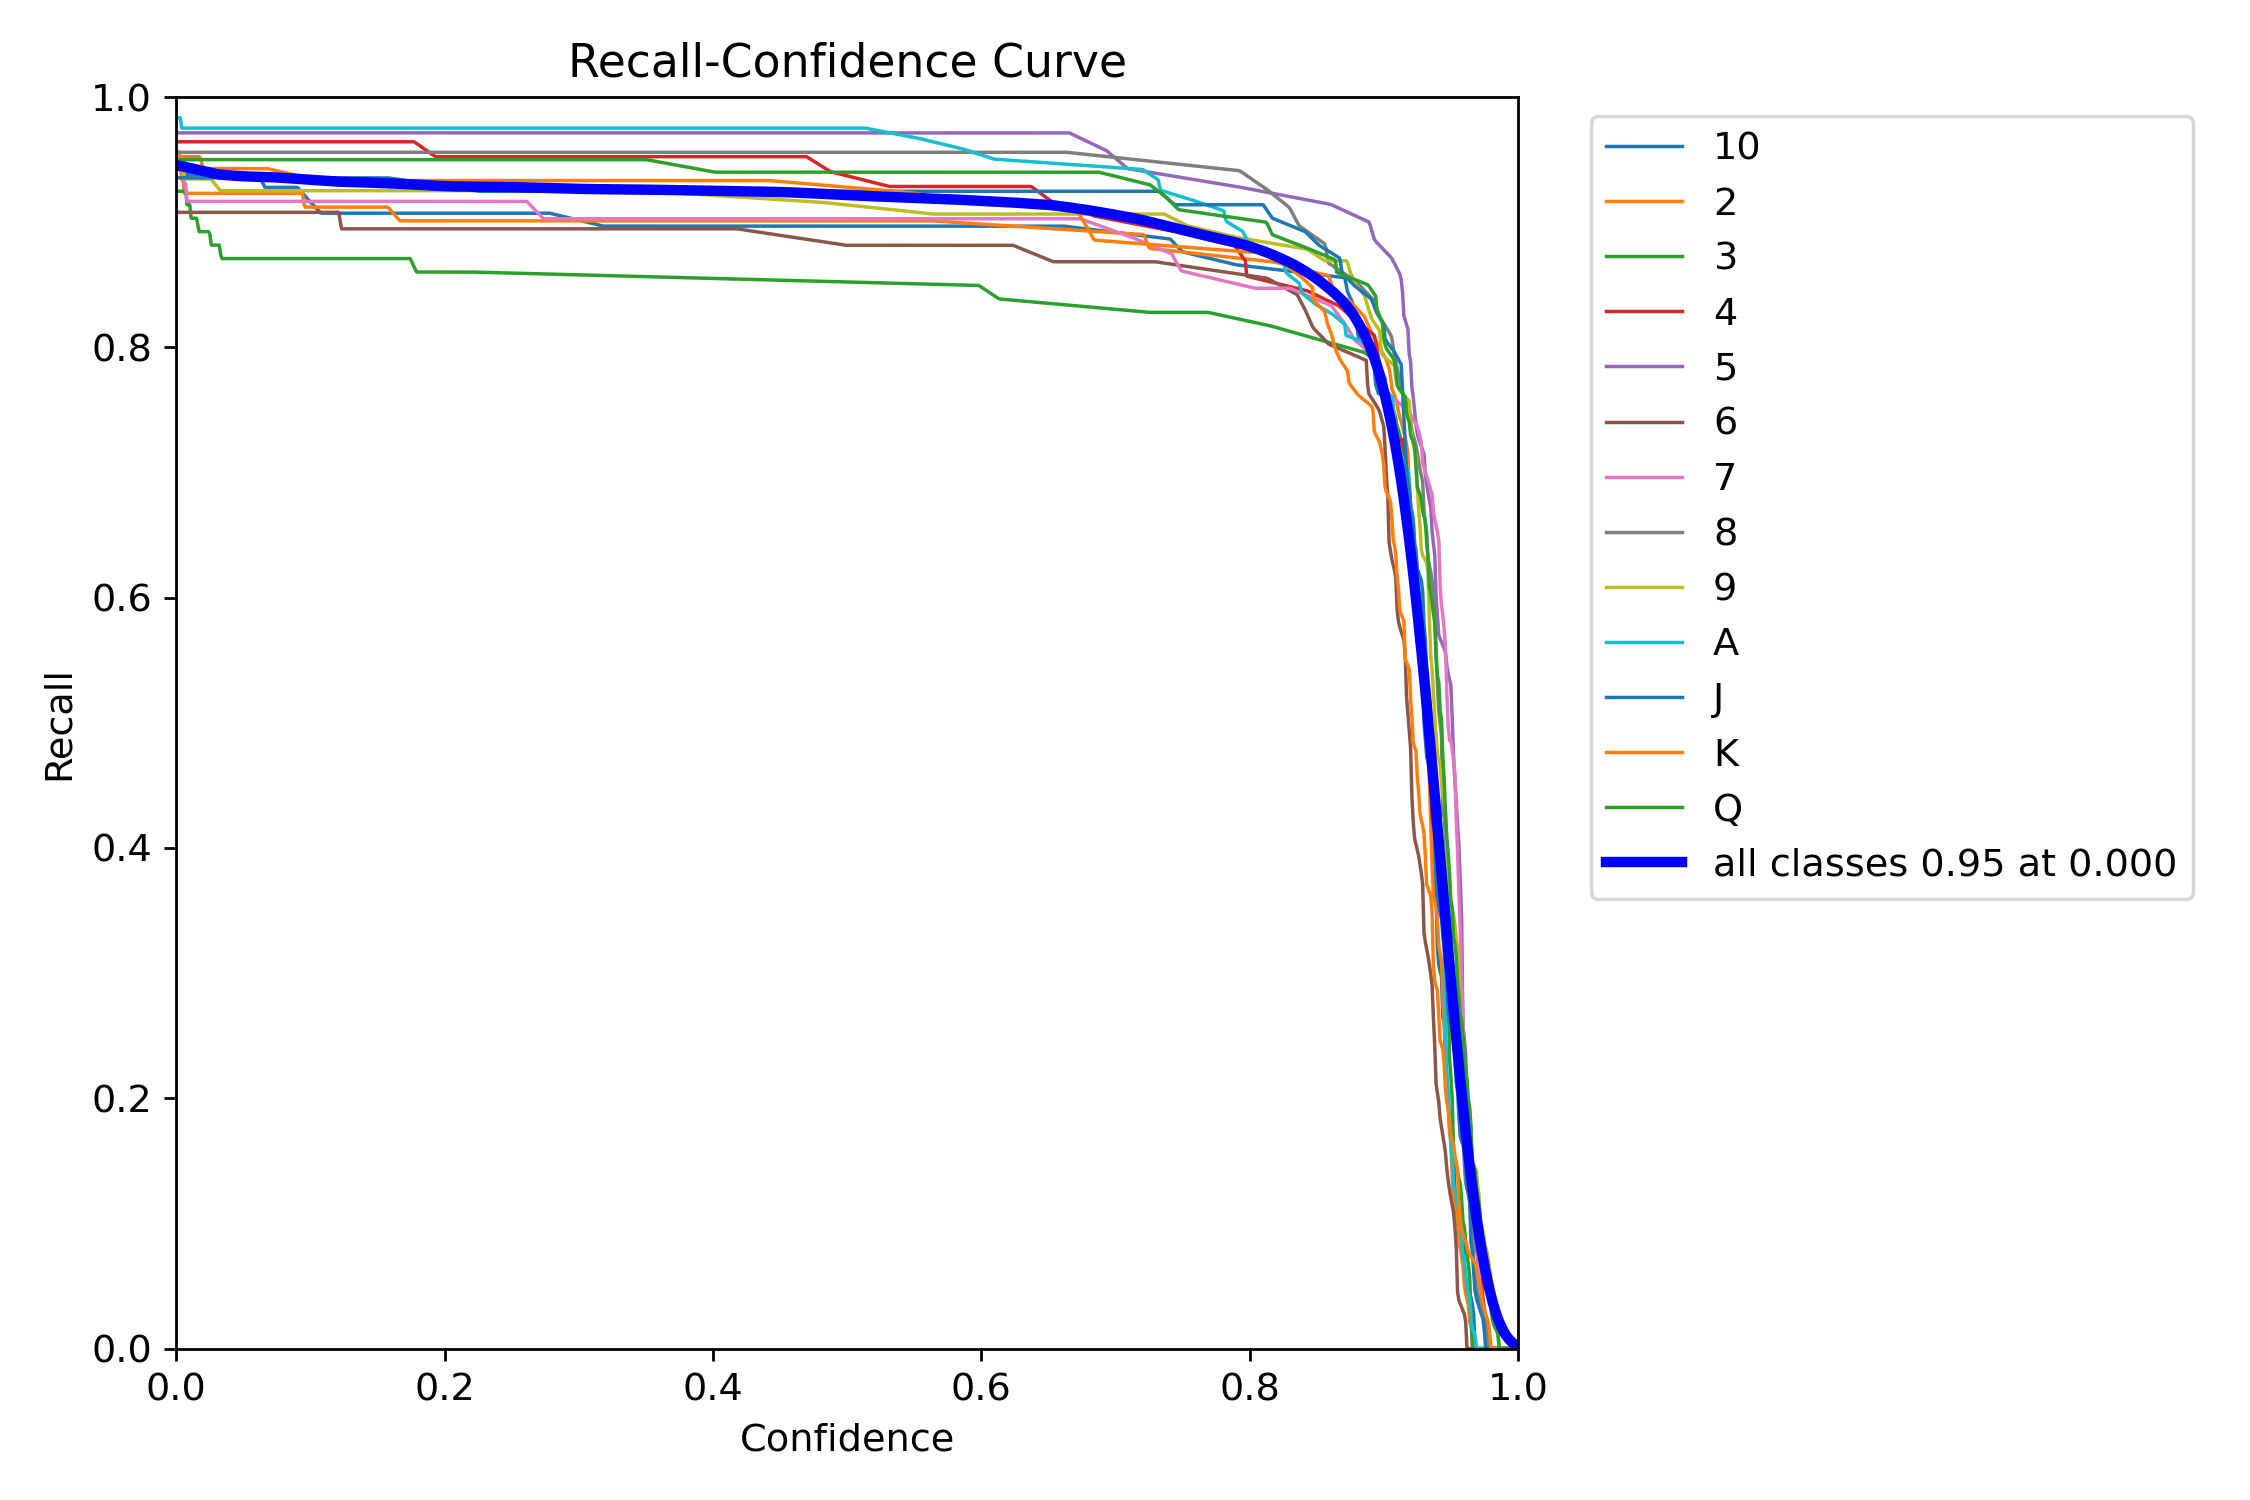 Recall-Confidence Curve
1.0
0.8
0.6
0.4
0.2
0.0
Recall
0.0 0.2 0.4 0.6 0.8 1.0
Confidence
10
2
3
4
5
6
7
8
9
A
J
K
Q
all classes 0.95 at 0.000